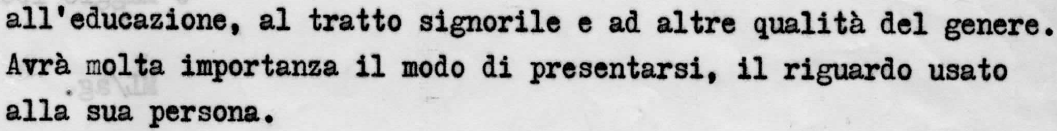 all'educazione, al tratto signorile e ad altre qualità del genere.
Avrà molta importanza il modo di presentarsi, il riguardo usato
alla sua persona.